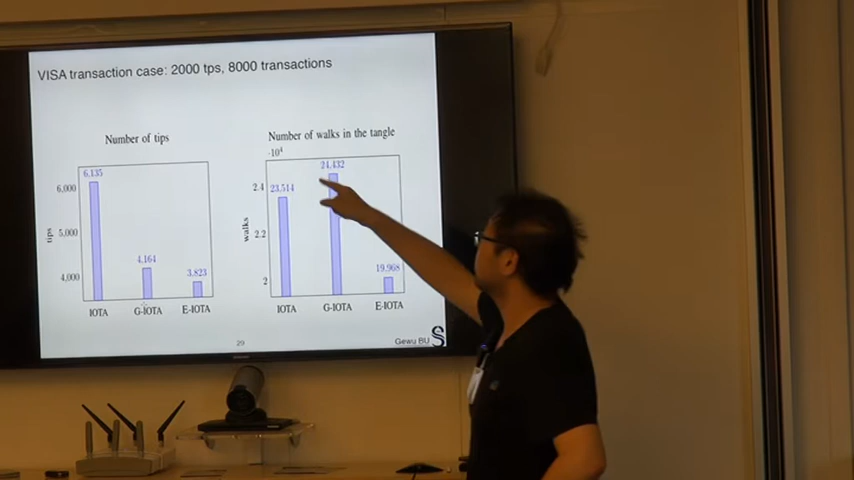 VISA transaction case: 2000 tps, 8000 transactions
Number of tips
6,135
6,000
5,000
4,164
4,000
3,823
tips
IOTA G-IOTA E-IOTA
Number of walks in the tangle
·10⁴
24,432
2.4
23,514
2.2
19,968
2
walks
IOTA G-IOTA E-IOTA
29
Gewu BU